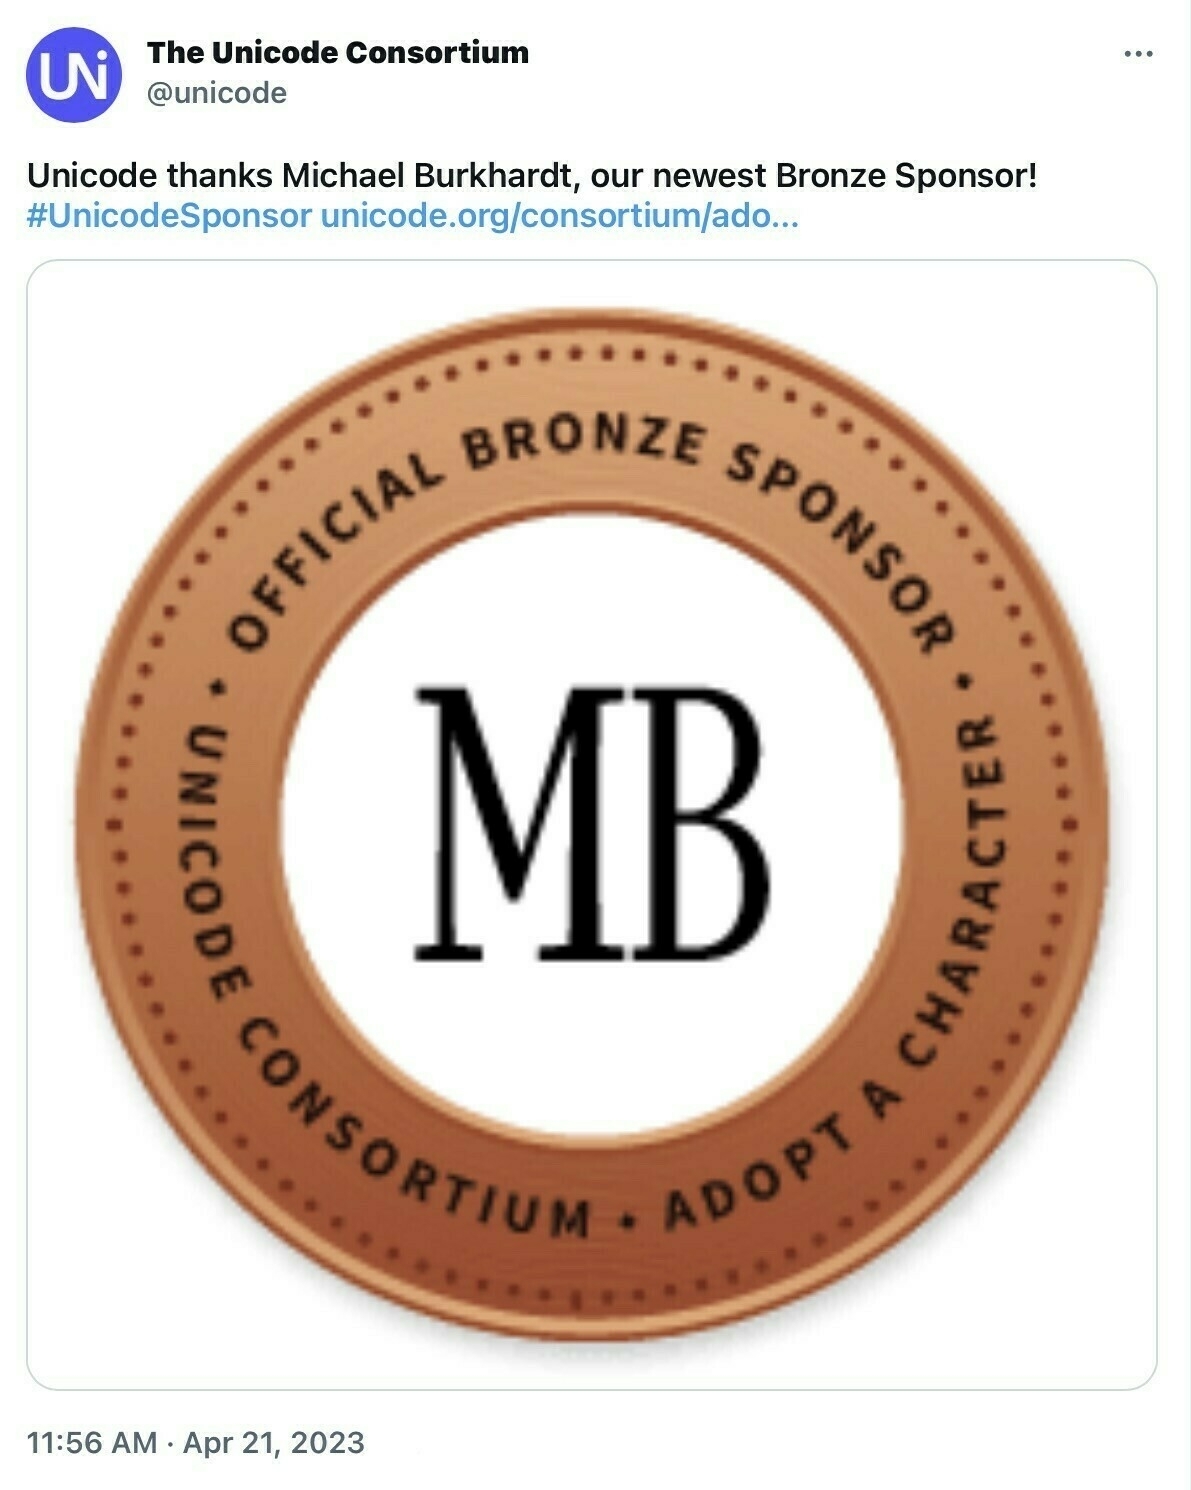 UNi
The Unicode Consortium
@unicode
Unicode thanks Michael Burkhardt, our newest Bronze Sponsor!
#UnicodeSponsor unicode.org/consortium/ado...
OFFICIAL BRONZE SPONSOR •
ADOPT A CHARACTER •
UNICODE CONSORTIUM •
MB
11:56 AM · Apr 21, 2023